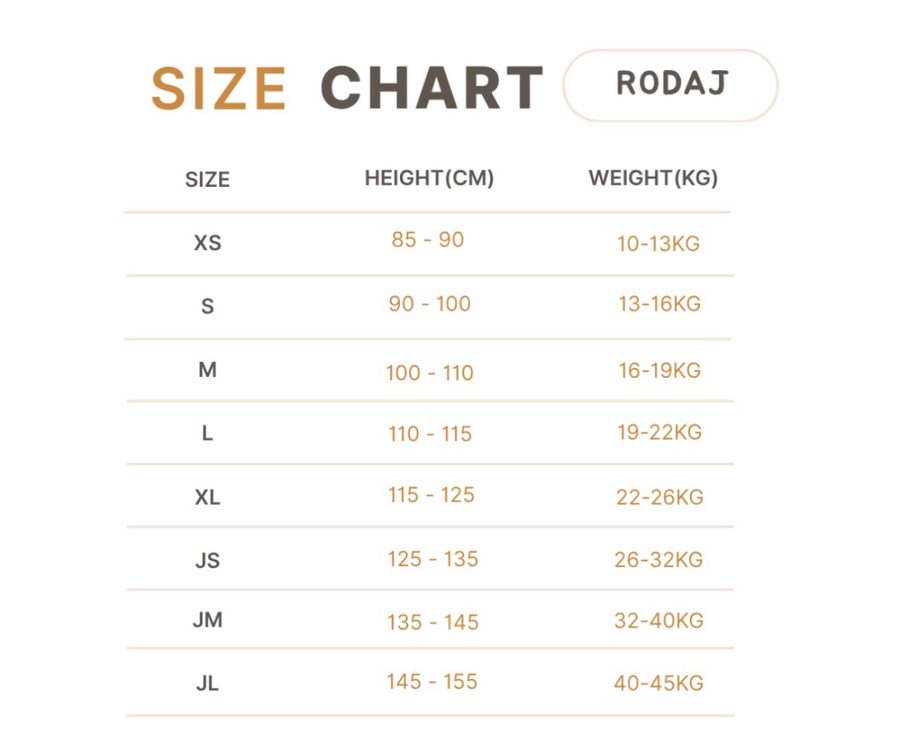 SIZE CHART RODAJ
SIZE HEIGHT(CM) WEIGHT(KG)
XS 85 - 90 10-13KG
S 90 - 100 13-16KG
M 100 - 110 16-19KG
L 110 - 115 19-22KG
XL 115 - 125 22-26KG
JS 125 - 135 26-32KG
JM 135 - 145 32-40KG
JL 145 - 155 40-45KG